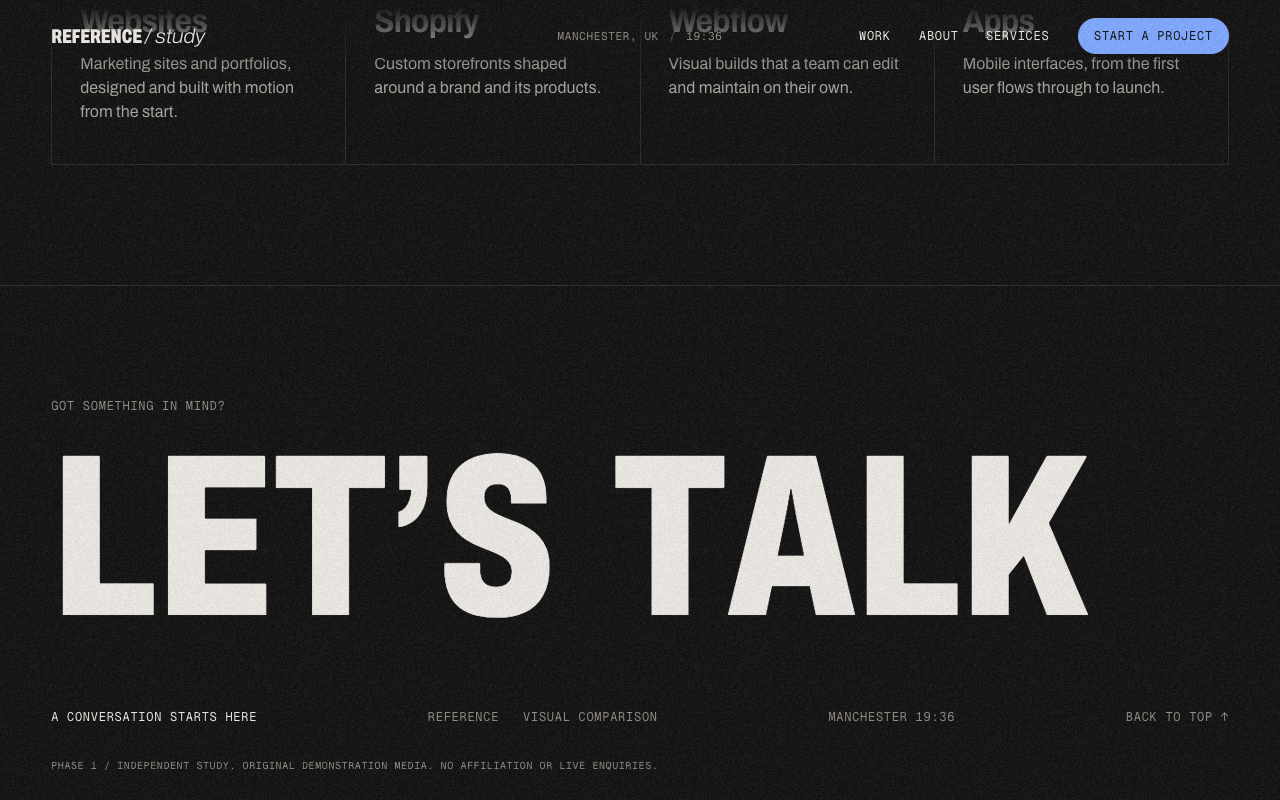 Websites
Shopify
Webflow
Apps
REFERENCE / study
MANCHESTER, UK / 19:36
WORK
ABOUT
SERVICES
START A PROJECT
Marketing sites and portfolios,
designed and built with motion
from the start.
Custom storefronts shaped
around a brand and its products.
Visual builds that a team can edit
and maintain on their own.
Mobile interfaces, from the first
user flows through to launch.
GOT SOMETHING IN MIND?
LET’S TALK
A CONVERSATION STARTS HERE
REFERENCE
VISUAL COMPARISON
MANCHESTER 19:36
BACK TO TOP ↑
PHASE 1 / INDEPENDENT STUDY. ORIGINAL DEMONSTRATION MEDIA. NO AFFILIATION OR LIVE ENQUIRIES.